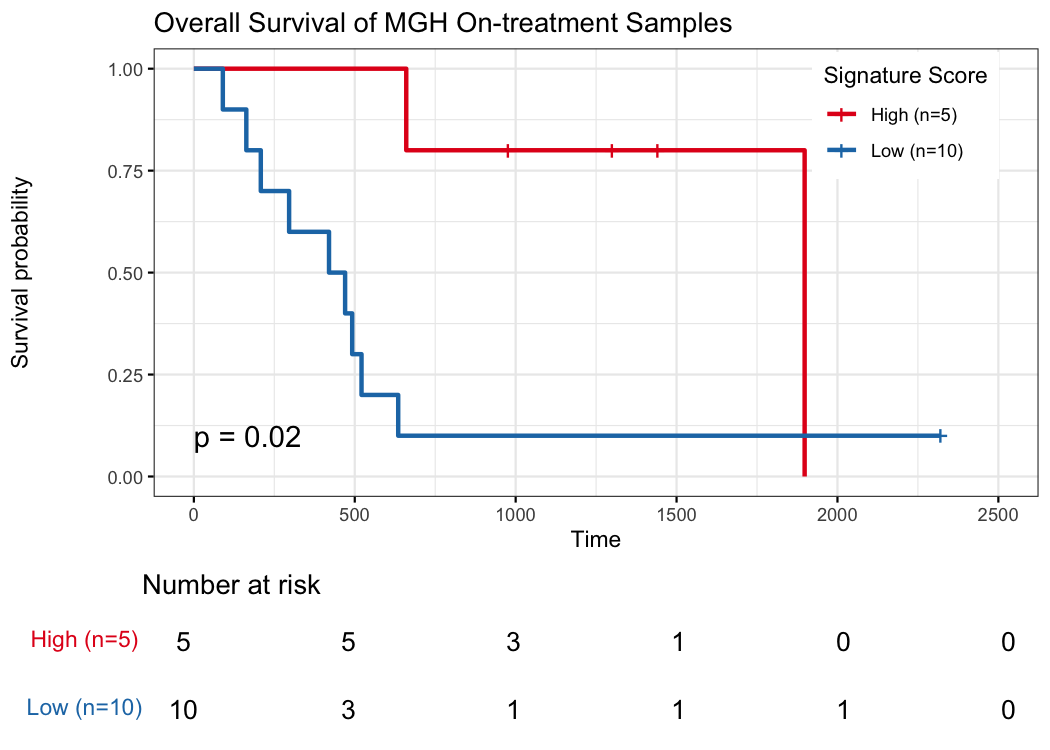 Overall Survival of MGH On-treatment Samples
Survival probability
1.00
0.75
0.50
0.25
0.00
Signature Score
High (n=5)
Low (n=10)
p = 0.02
0 500 1000 1500 2000 2500
Time
Number at risk
High (n=5) 5 5 3 1 0 0
Low (n=10) 10 3 1 1 1 0